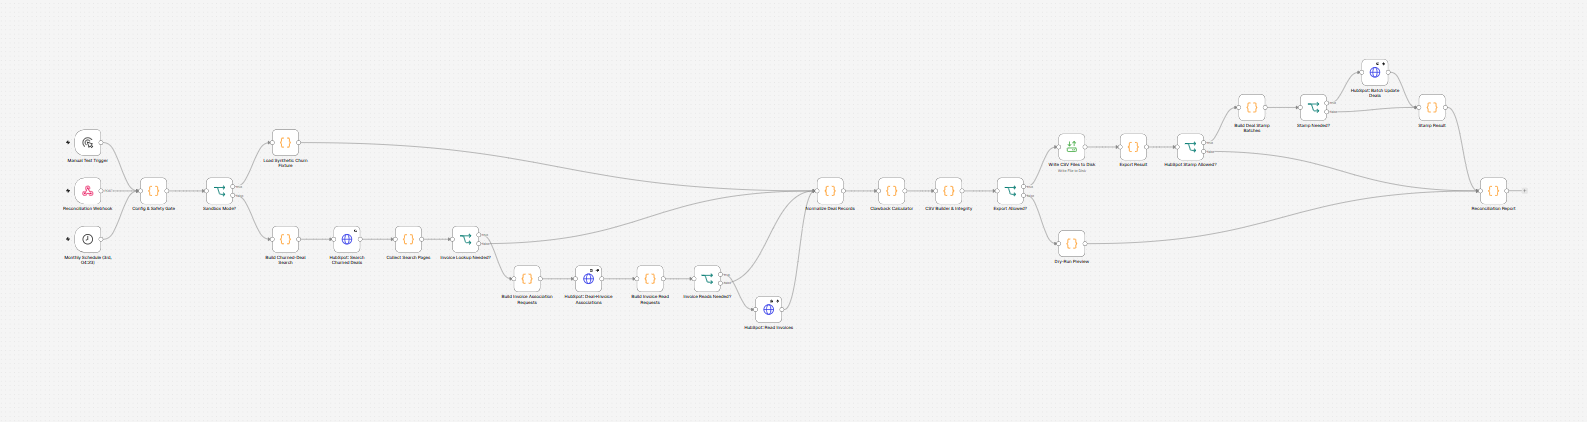 HubSpot: Batch Update
Deals
Build Deal Stamp
Batches
Stamp Needed?
Stamp Result
Manual Test Trigger
Load Synthetic Churn
Fixture
Write CSV Files to Disk
Write File to Disk
Export Result
HubSpot Stamp Allowed?
Reconciliation Webhook
Config & Safety Gate
Sandbox Mode?
Normalize Deal Records
Clawback Calculator
CSV Builder & Integrity
Export Allowed?
Reconciliation Report
Monthly Schedule (3rd,
Build Churned-Deal
Search
HubSpot: Search
Churned Deals
Collect Search Pages
Invoice Lookup Needed?
Dry-Run Preview
Build Invoice Association
Requests
HubSpot: Deal-Invoice
Associations
Build Invoice Read
Requests
Invoice Reads Needed?
HubSpot: Read Invoices